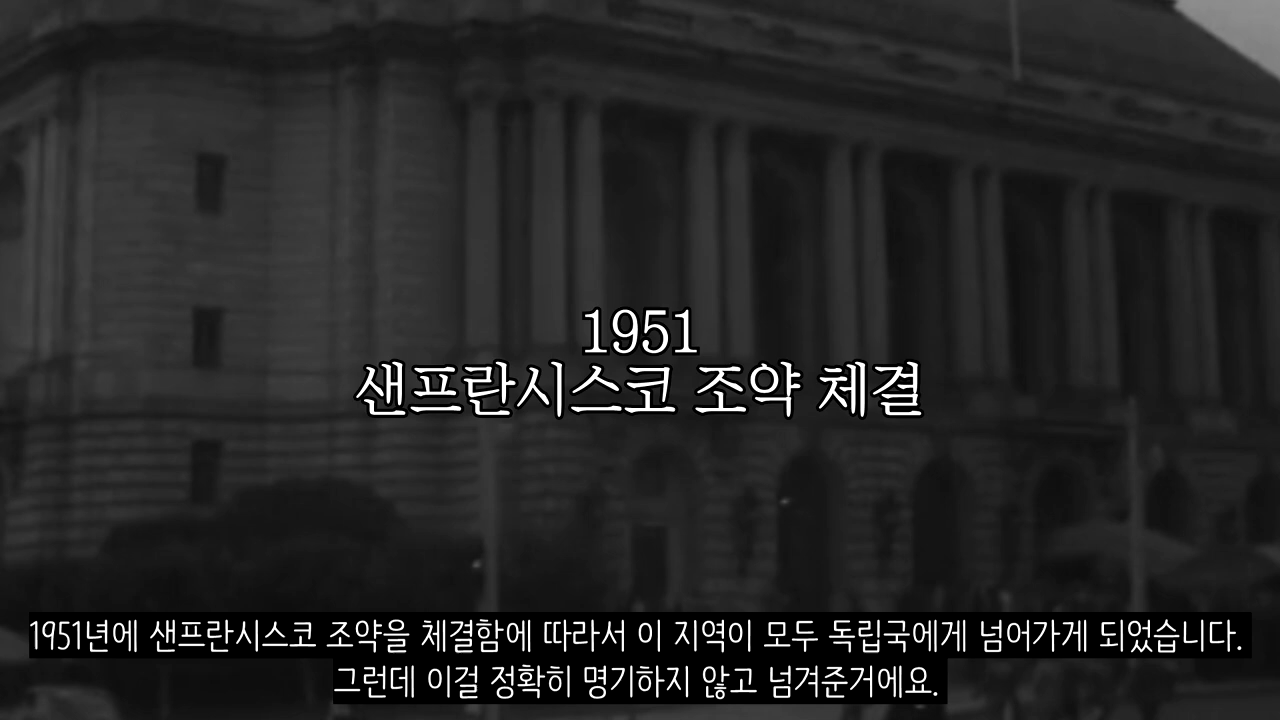 1951
샌프란시스코 조약 체결
1951년에 샌프란시스코 조약을 체결함에 따라서 이 지역이 모두 독립국에게 넘어가게 되었습니다.
그런데 이걸 정확히 명기하지 않고 넘겨준거에요.